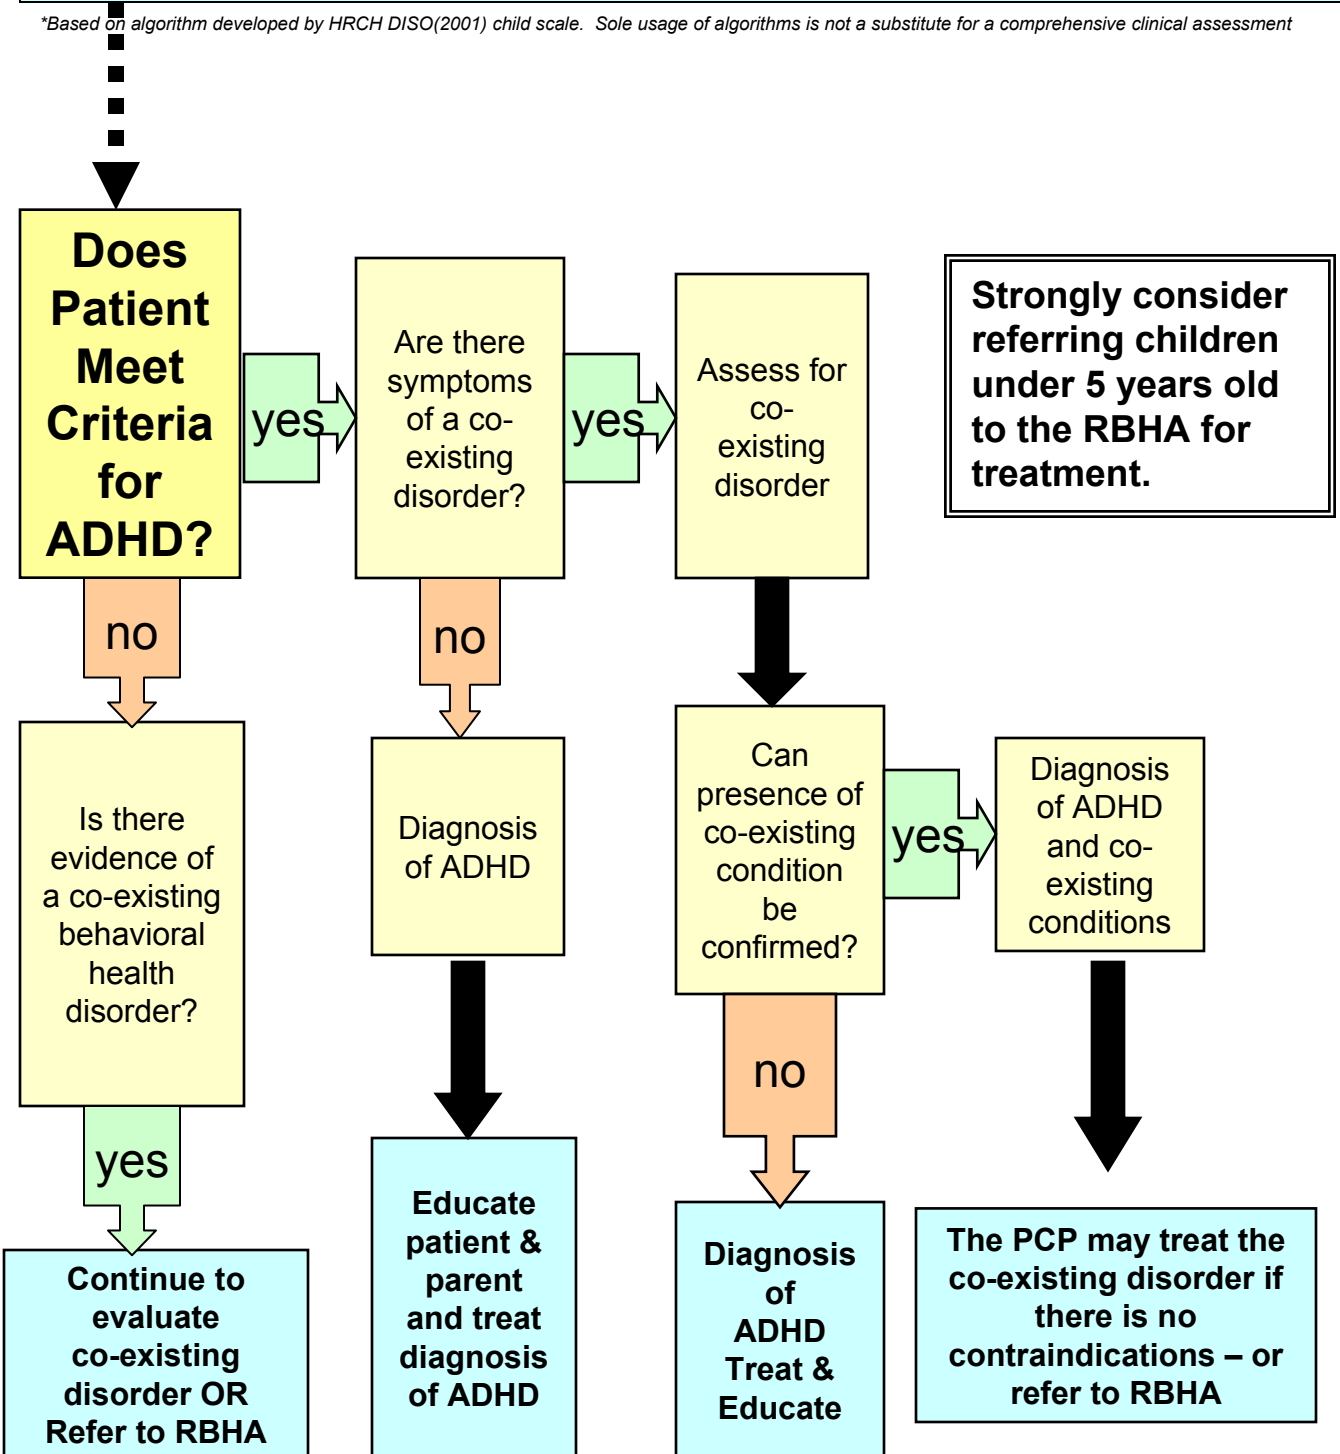 *Based on algorithm developed by HRCH DISO(2001) child scale.  Sole usage of algorithms is not a substitute for a comprehensive clinical assessment
Does
Patient
Meet
Criteria
for
ADHD?
yes
Are there
symptoms
of a co-
existing
disorder?
yes
Assess for
co-
existing
disorder
Strongly consider
referring children
under 5 years old
to the RBHA for
treatment.
no
no
Is there
evidence of
a co-existing
behavioral
health
disorder?
Diagnosis
of ADHD
Can
presence of
co-existing
condition
be
confirmed?
yes
Diagnosis
of ADHD
and co-
existing
conditions
yes
no
Continue to
evaluate
co-existing
disorder OR
Refer to RBHA
Educate
patient &
parent
and treat
diagnosis
of ADHD
Diagnosis
of
ADHD
Treat &
Educate
The PCP may treat the
co-existing disorder if
there is no
contraindications – or
refer to RBHA